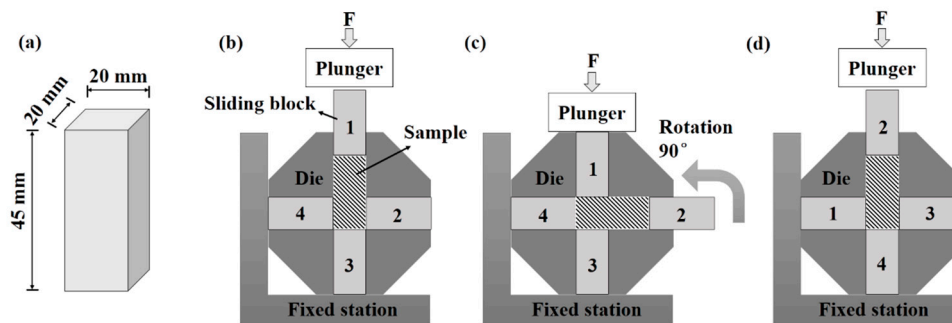 (a)
20 mm
20 mm
45 mm
(b)
F
Plunger
Sliding block
1
Sample
Die
4
2
3
Fixed station
(c)
F
Plunger
Rotation
90°
1
Die
4
2
3
Fixed station
(d)
F
Plunger
2
Die
1
3
4
Fixed station